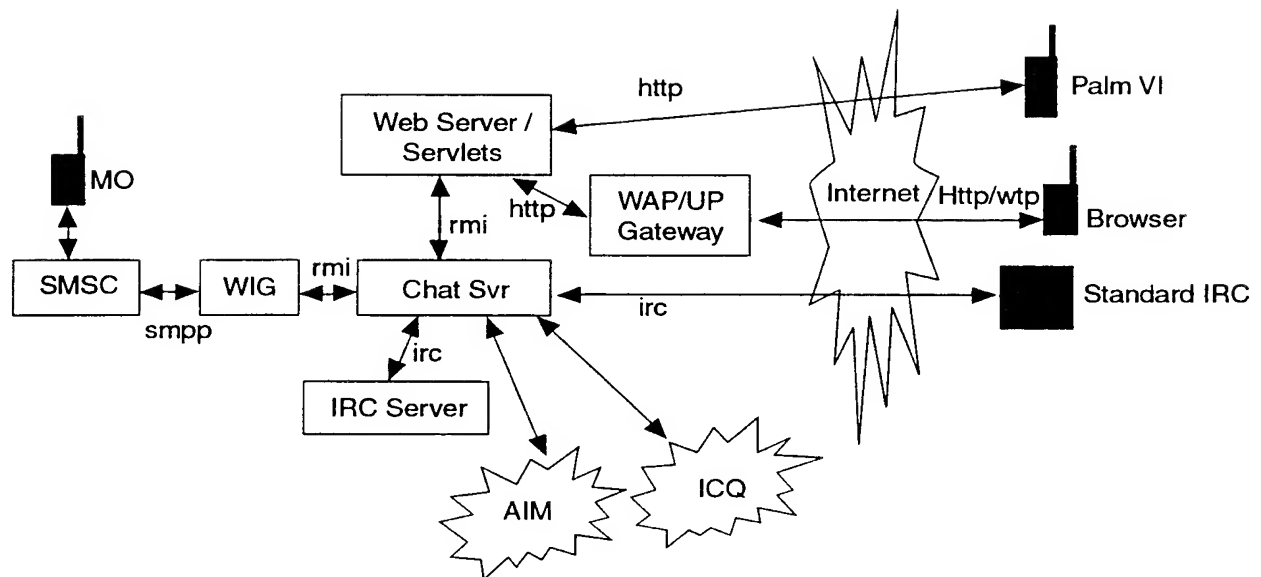 http
Palm VI
Web Server /
Servlets
MO
http
WAP/UP
Gateway
Internet
Http/wtp
Browser
rmi
SMSC
smpp
WIG
rmi
Chat Svr
irc
Standard IRC
irc
IRC Server
AIM
ICQ